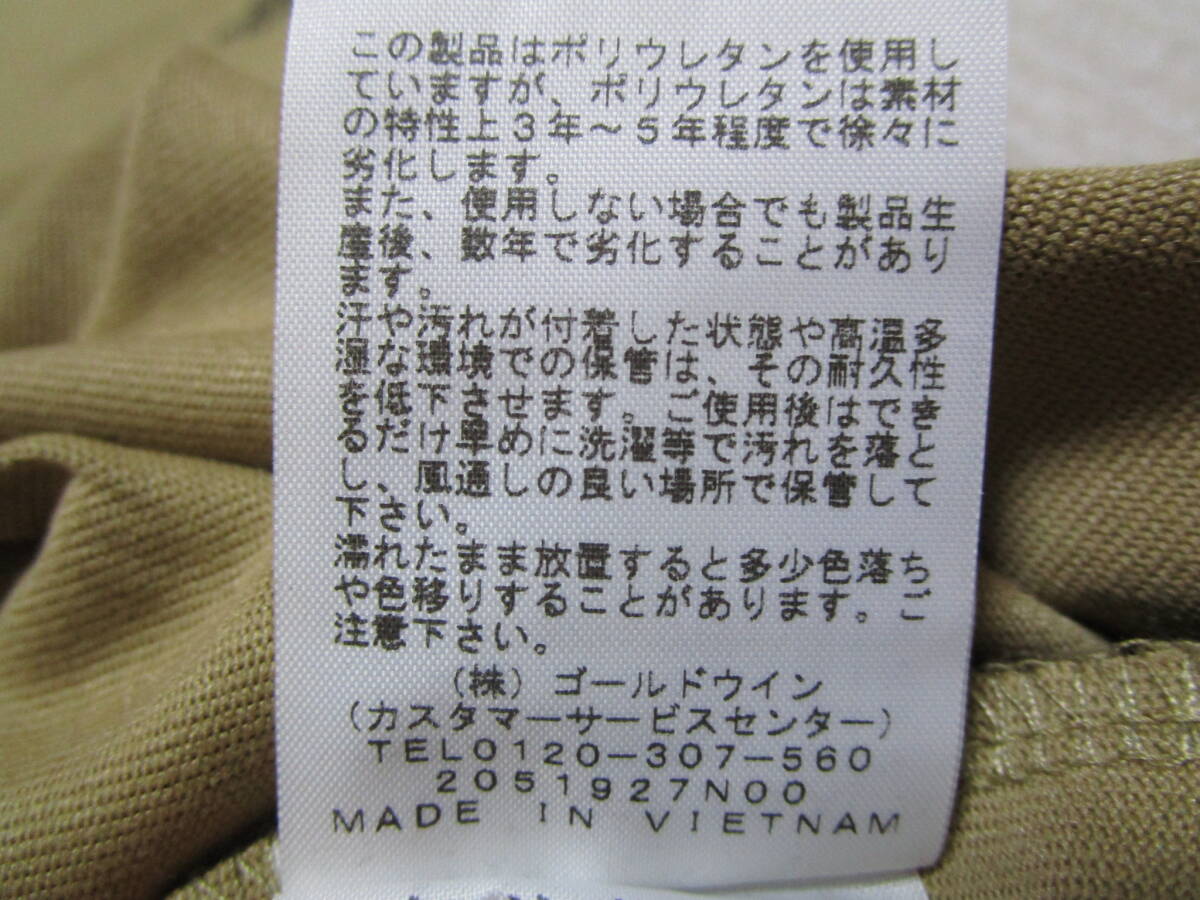 この製品はポリウレタンを使用し
ていますが、ポリウレタンは素材
の特性上3年～5年程度で徐々に
劣化します。
また、使用しない場合でも製品生
産後、数年で劣化することがあり
ます。
汗や汚れが付着した状態や高温多
湿な環境での保管は、その耐久性
を低下させます。ご使用後はでき
るだけ早めに洗濯等で汚れを落と
し、風通しの良い場所で保管して
下さい。
濡れたまま放置すると多少色落ち
や色移りすることがあります。ご
注意下さい。
（株）ゴールドウイン
（カスタマーサービスセンター）
TEL0120-307-560
2051927N00
MADE IN VIETNAM